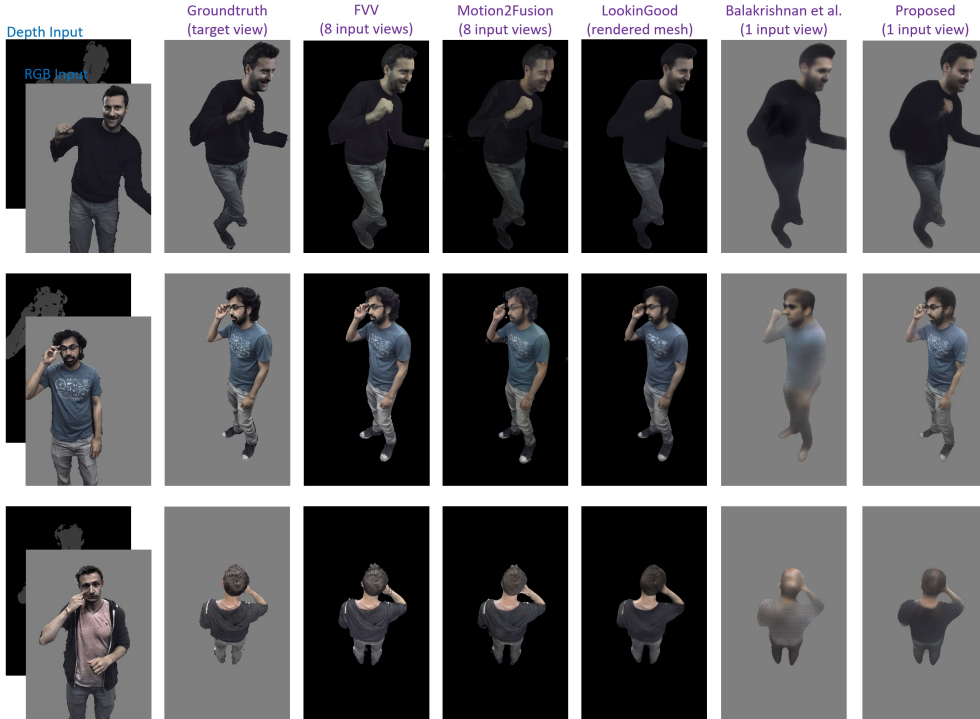 Groundtruth
(target view)
FVV
(8 input views)
Motion2Fusion
(8 input views)
LookinGood
(rendered mesh)
Balakrishnan et al.
(1 input view)
Proposed
(1 input view)
Depth Input
RGB Input